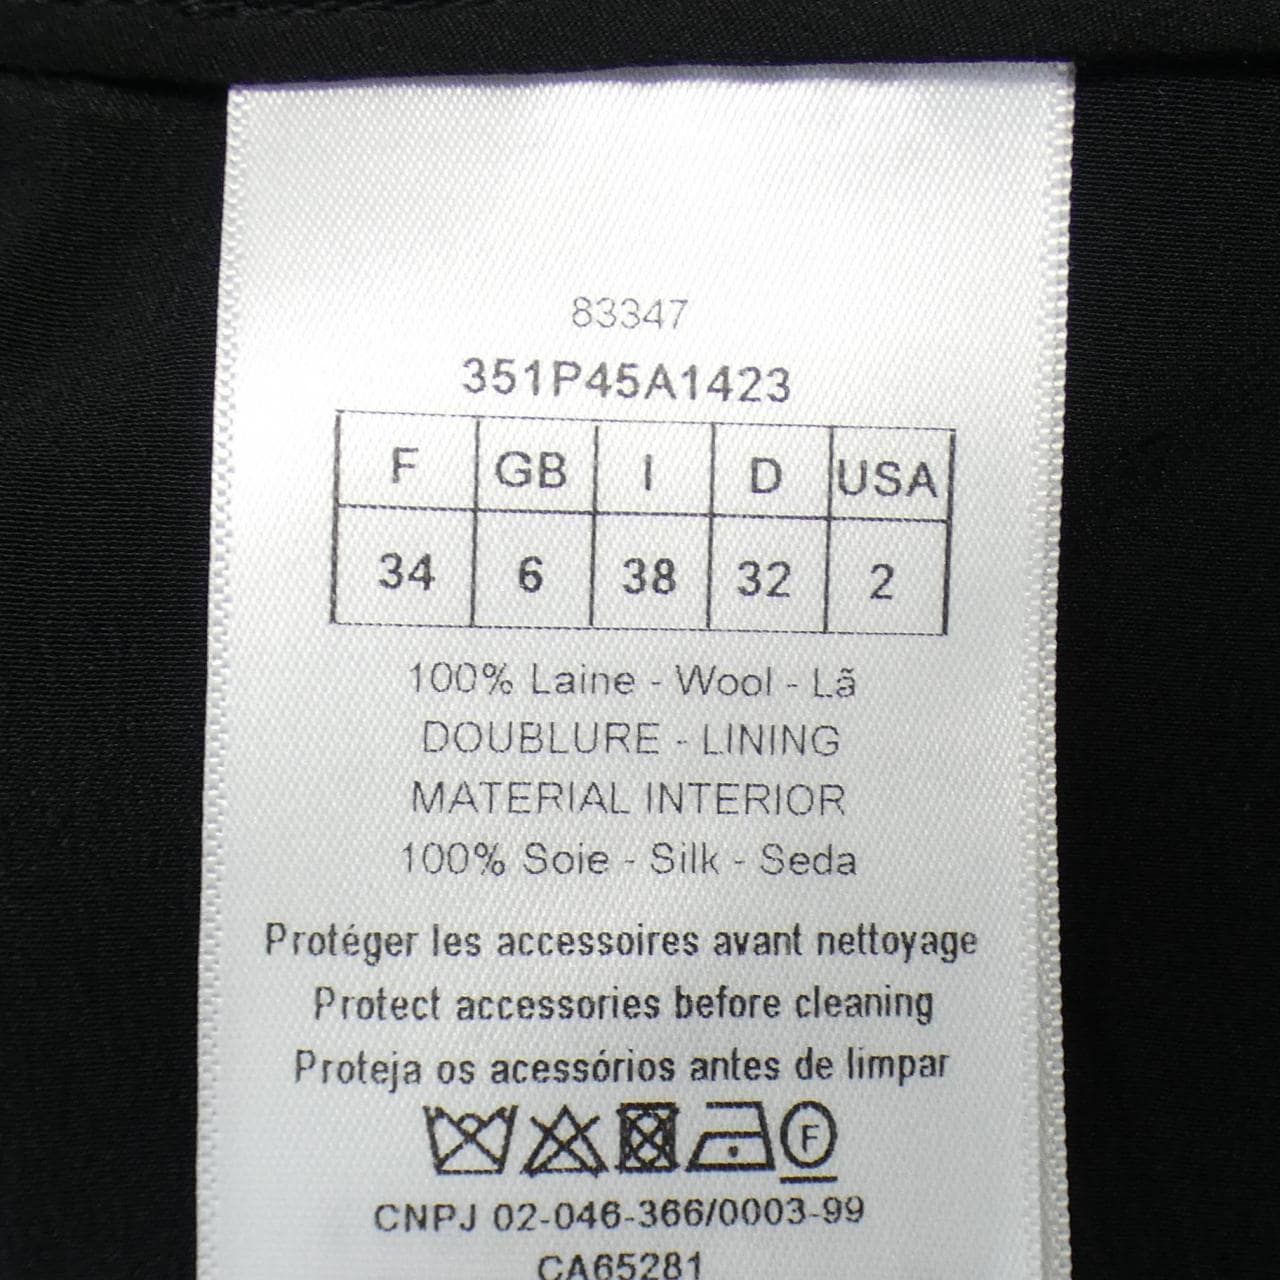 83347
351P45A1423
F GB I D USA
34 6 38 32 2
100% Laine - Wool - Lã
DOUBLURE - LINING
MATERIAL INTERIOR
100% Soie - Silk - Seda
Protéger les accessoires avant nettoyage
Protect accessories before cleaning
Proteja os acessórios antes de limpar
F
CNPJ 02-046-366/0003-99
CA65281